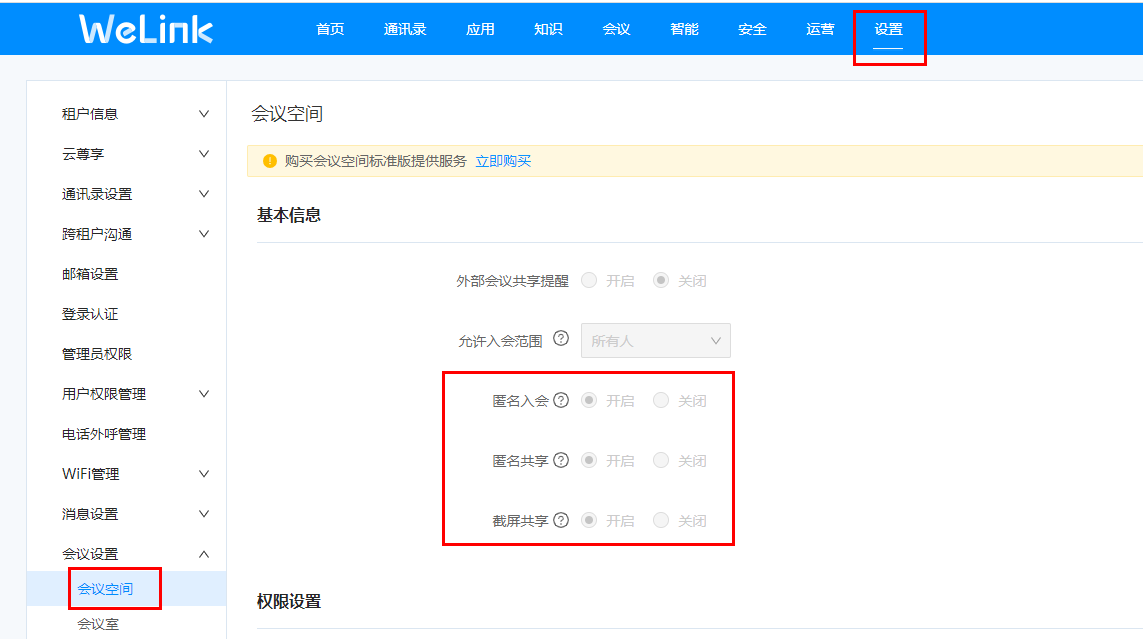 WeLink 首页 通讯录 应用 知识 会议 智能 安全 运营 设置
租户信息
云尊享
通讯录设置
跨租户沟通
邮箱设置
登录认证
管理员权限
用户权限管理
电话外呼管理
WiFi管理
消息设置
会议设置
会议空间
会议室
会议空间
! 购买会议空间标准版提供服务 立即购买
基本信息
外部会议共享提醒 开启 关闭
允许入会范围 ? 所有人
匿名入会 ? 开启 关闭
匿名共享 ? 开启 关闭
截屏共享 ? 开启 关闭
权限设置